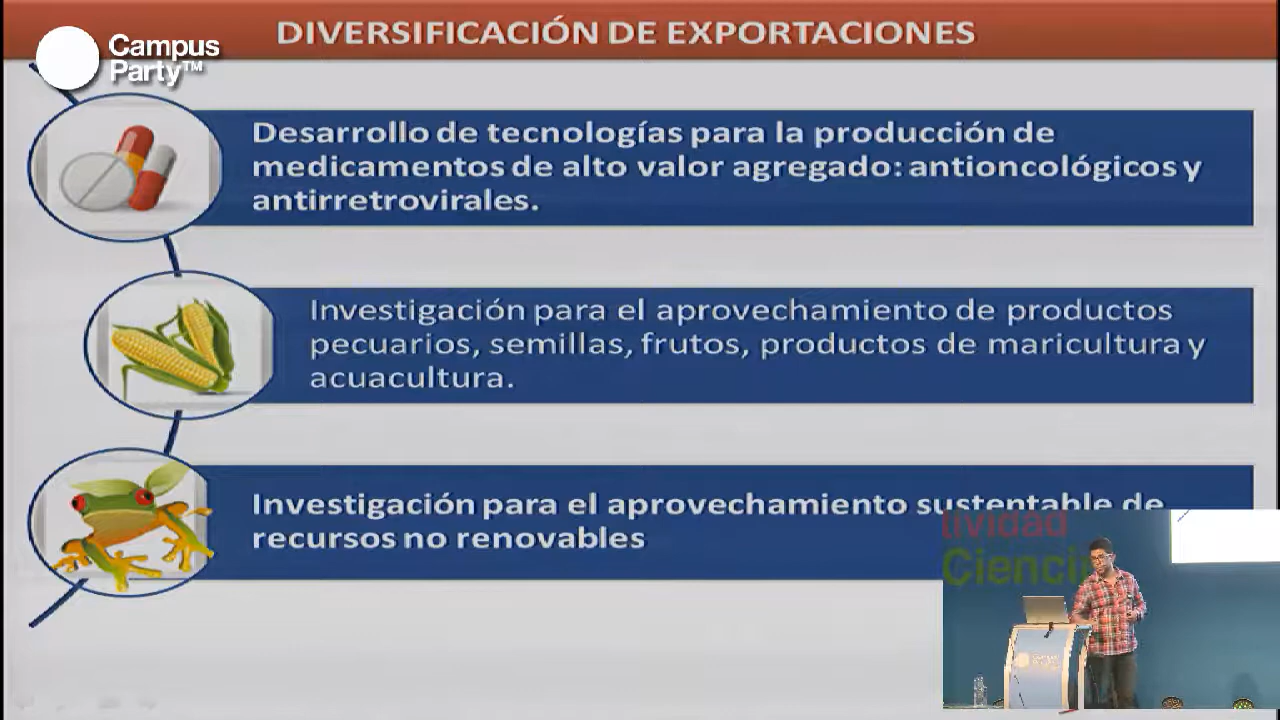 DIVERSIFICACIÓN DE EXPORTACIONES
Campus
Party™
Desarrollo de tecnologías para la producción de
medicamentos de alto valor agregado: antioncológicos y
antirretrovirales.
Investigación para el aprovechamiento de productos
pecuarios, semillas, frutos, productos de maricultura y
acuacultura.
Investigación para el aprovechamiento sustentable de
recursos no renovables
tividad
Cienci